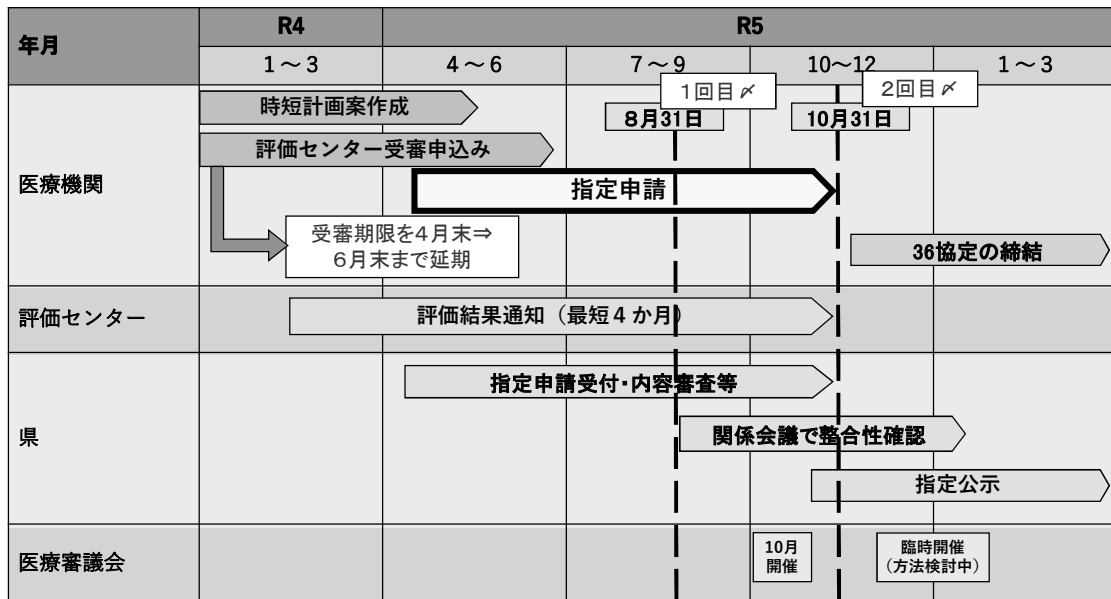 年月
R4
R5
1～3
4～6
7～9
10～12
1～3
1回目〆
2回目〆
8月31日
10月31日
医療機関
時短計画案作成
評価センター受審申込み
指定申請
受審期限を4月末⇒
6月末まで延期
36協定の締結
評価センター
評価結果通知（最短4か月）
県
指定申請受付・内容審査等
関係会議で整合性確認
指定公示
医療審議会
10月
開催
臨時開催
（方法検討中）